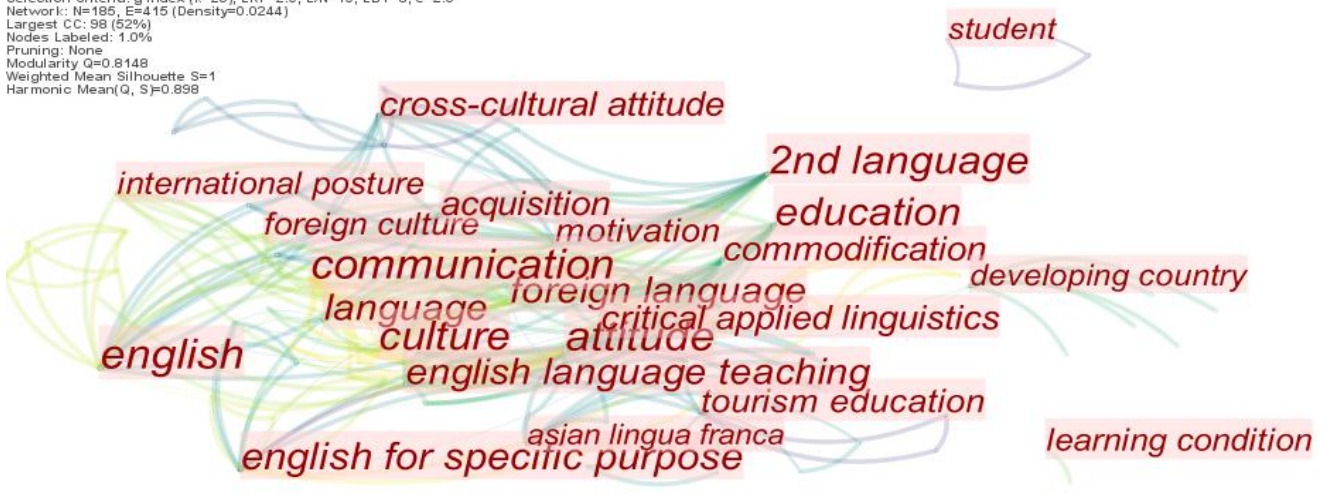 Network: N=185, E=415 (Density=0.0244)
Largest CC: 98 (52%)
Nodes Labeled: 1.0%
Pruning: None
Modularity Q=0.8148
Weighted Mean Silhouette S=1
Harmonic Mean(Q, S)=0.898
student
cross-cultural attitude
2nd language
international posture
acquisition
education
foreign culture
motivation
commodification
communication
developing country
foreign language
language
critical applied linguistics
culture
attitude
english
english language teaching
tourism education
asian lingua franca
learning condition
english for specific purpose